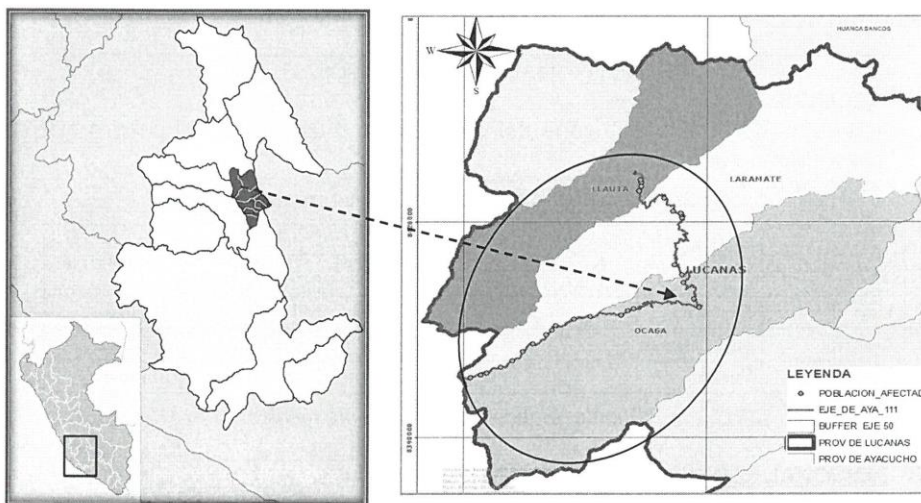 W
S
HUANCA SANCOS
LLAUTA
LARAMATE
LUCANAS
OCAÑA
LEYENDA
POBLACION_AFECTAD
EJE_DE_AYA_111
BUFFER EJE 50
PROV DE LUCANAS
PROV DE AYACUCHO